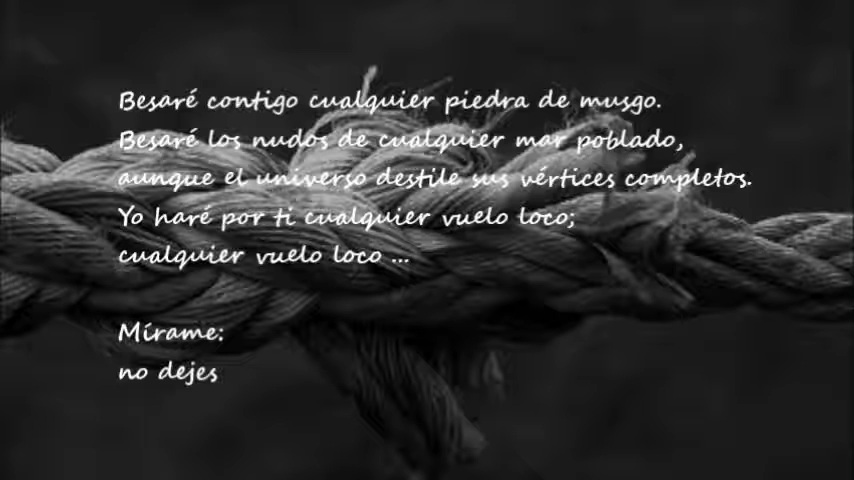 Besaré contigo cualquier piedra de musgo.
Besaré los nudos de cualquier mar poblado,
aunque el universo destile sus vértices completos.
Yo haré por ti cualquier vuelo loco;
cualquier vuelo loco ...
Mírame:
no dejes